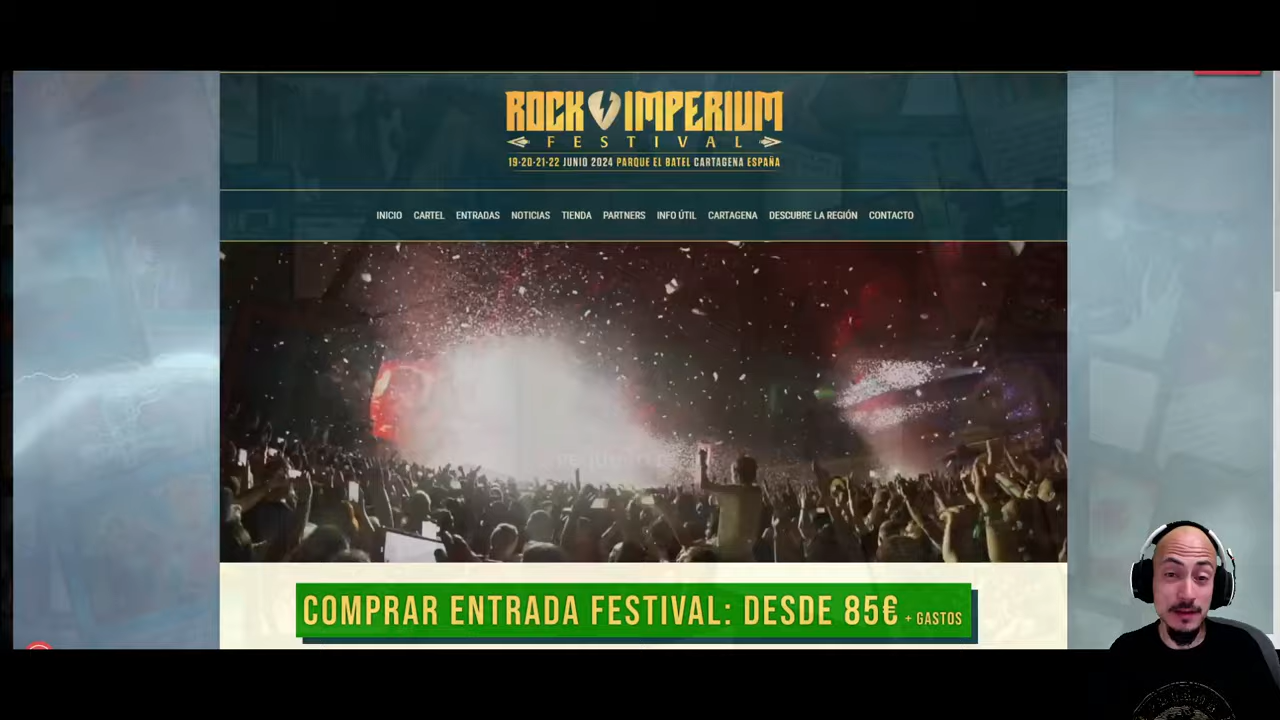 ROCK IMPERIUM
FESTIVAL
19·20·21·22 JUNIO 2024 PARQUE EL BATEL CARTAGENA ESPAÑA
INICIO CARTEL ENTRADAS NOTICIAS TIENDA PARTNERS INFO ÚTIL CARTAGENA DESCUBRE LA REGIÓN CONTACTO
COMPRAR ENTRADA FESTIVAL: DESDE 85€ + GASTOS